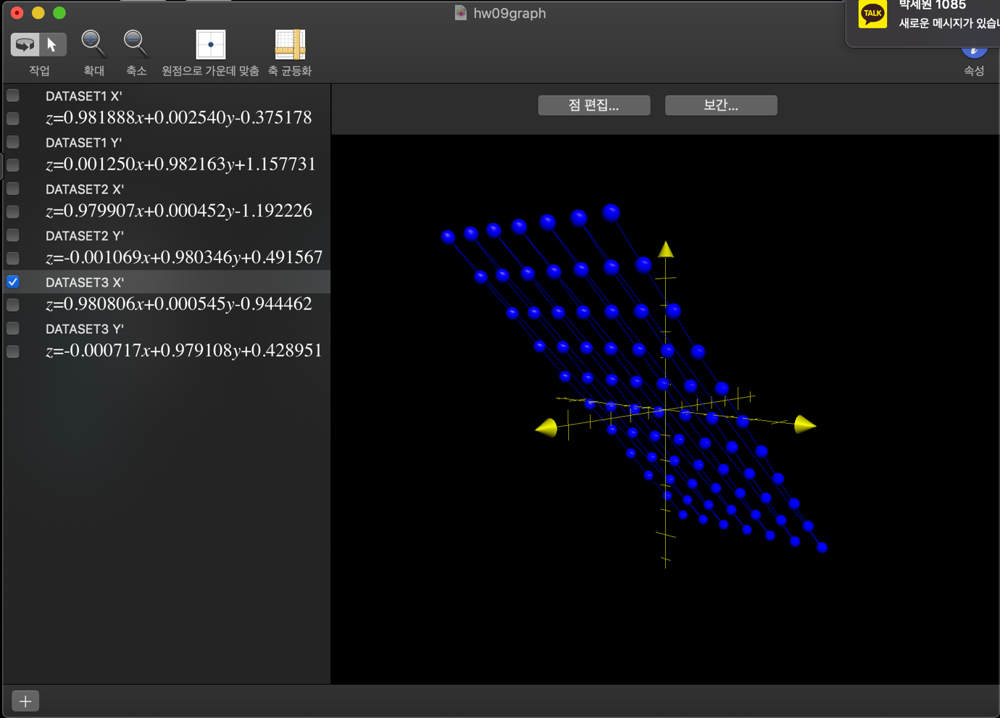 hw09graph
TALK
박세원 1085
새로운 메시지가 있습니
작업
확대
축소
원점으로 가운데 맞춤
축 균등화
속성
DATASET1 X'
z=0.981888x+0.002540y-0.375178
DATASET1 Y'
z=0.001250x+0.982163y+1.157731
DATASET2 X'
z=0.979907x+0.000452y-1.192226
DATASET2 Y'
z=-0.001069x+0.980346y+0.491567
DATASET3 X'
z=0.980806x+0.000545y-0.944462
DATASET3 Y'
z=-0.000717x+0.979108y+0.428951
점 편집...
보간...